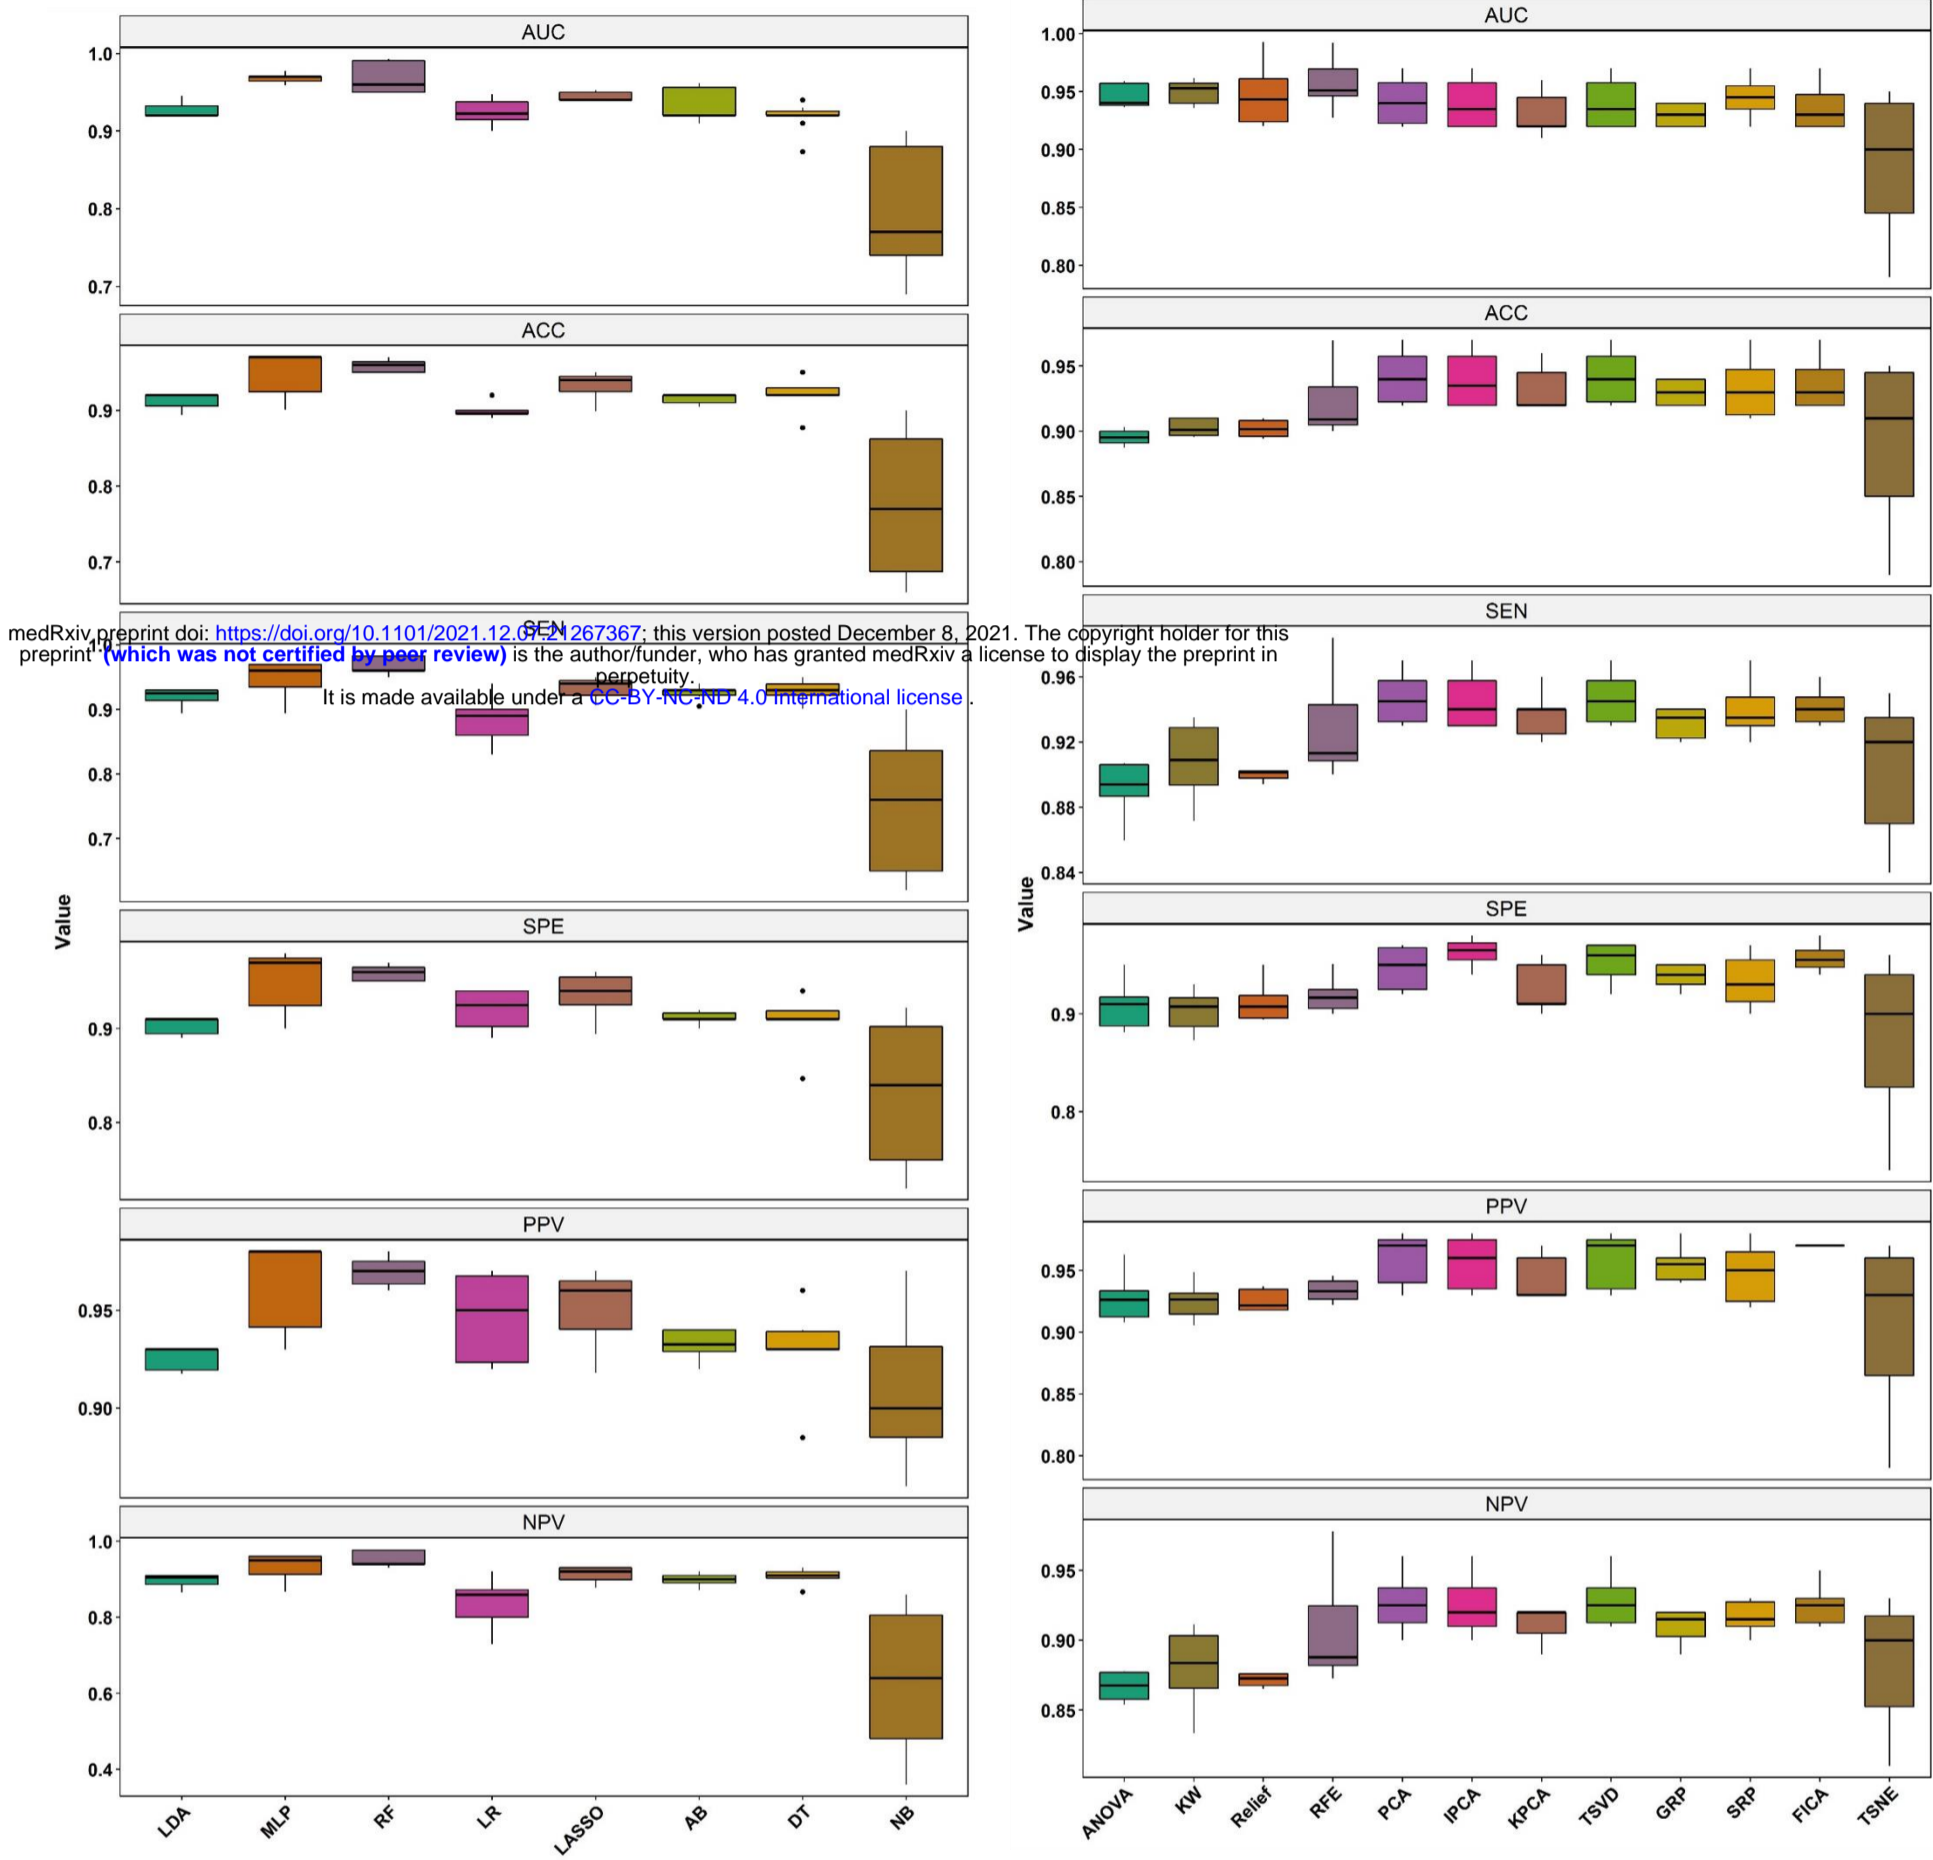 AUC
1.0
0.9
0.8
0.7
ACC
0.9
0.8
0.7
SEN
1.0
0.9
0.8
0.7
SPE
0.9
0.8
PPV
0.95
0.90
NPV
1.0
0.8
0.6
0.4
Value
LDA
MLP
RF
LR
LASSO
AB
DT
NB
medRxiv preprint doi: https://doi.org/10.1101/2021.12.07.21267367; this version posted December 8, 2021. The copyright holder for this
preprint (which was not certified by peer review) is the author/funder, who has granted medRxiv a license to display the preprint in
perpetuity.
It is made available under a CC-BY-NC-ND 4.0 International license .
AUC
1.00
0.95
0.90
0.85
0.80
ACC
0.95
0.90
0.85
0.80
SEN
0.96
0.92
0.88
0.84
SPE
0.9
0.8
PPV
0.95
0.90
0.85
0.80
NPV
0.95
0.90
0.85
Value
ANOVA
KW
Relief
RFE
PCA
IPCA
KPCA
TSVD
GRP
SRP
FICA
TSNE